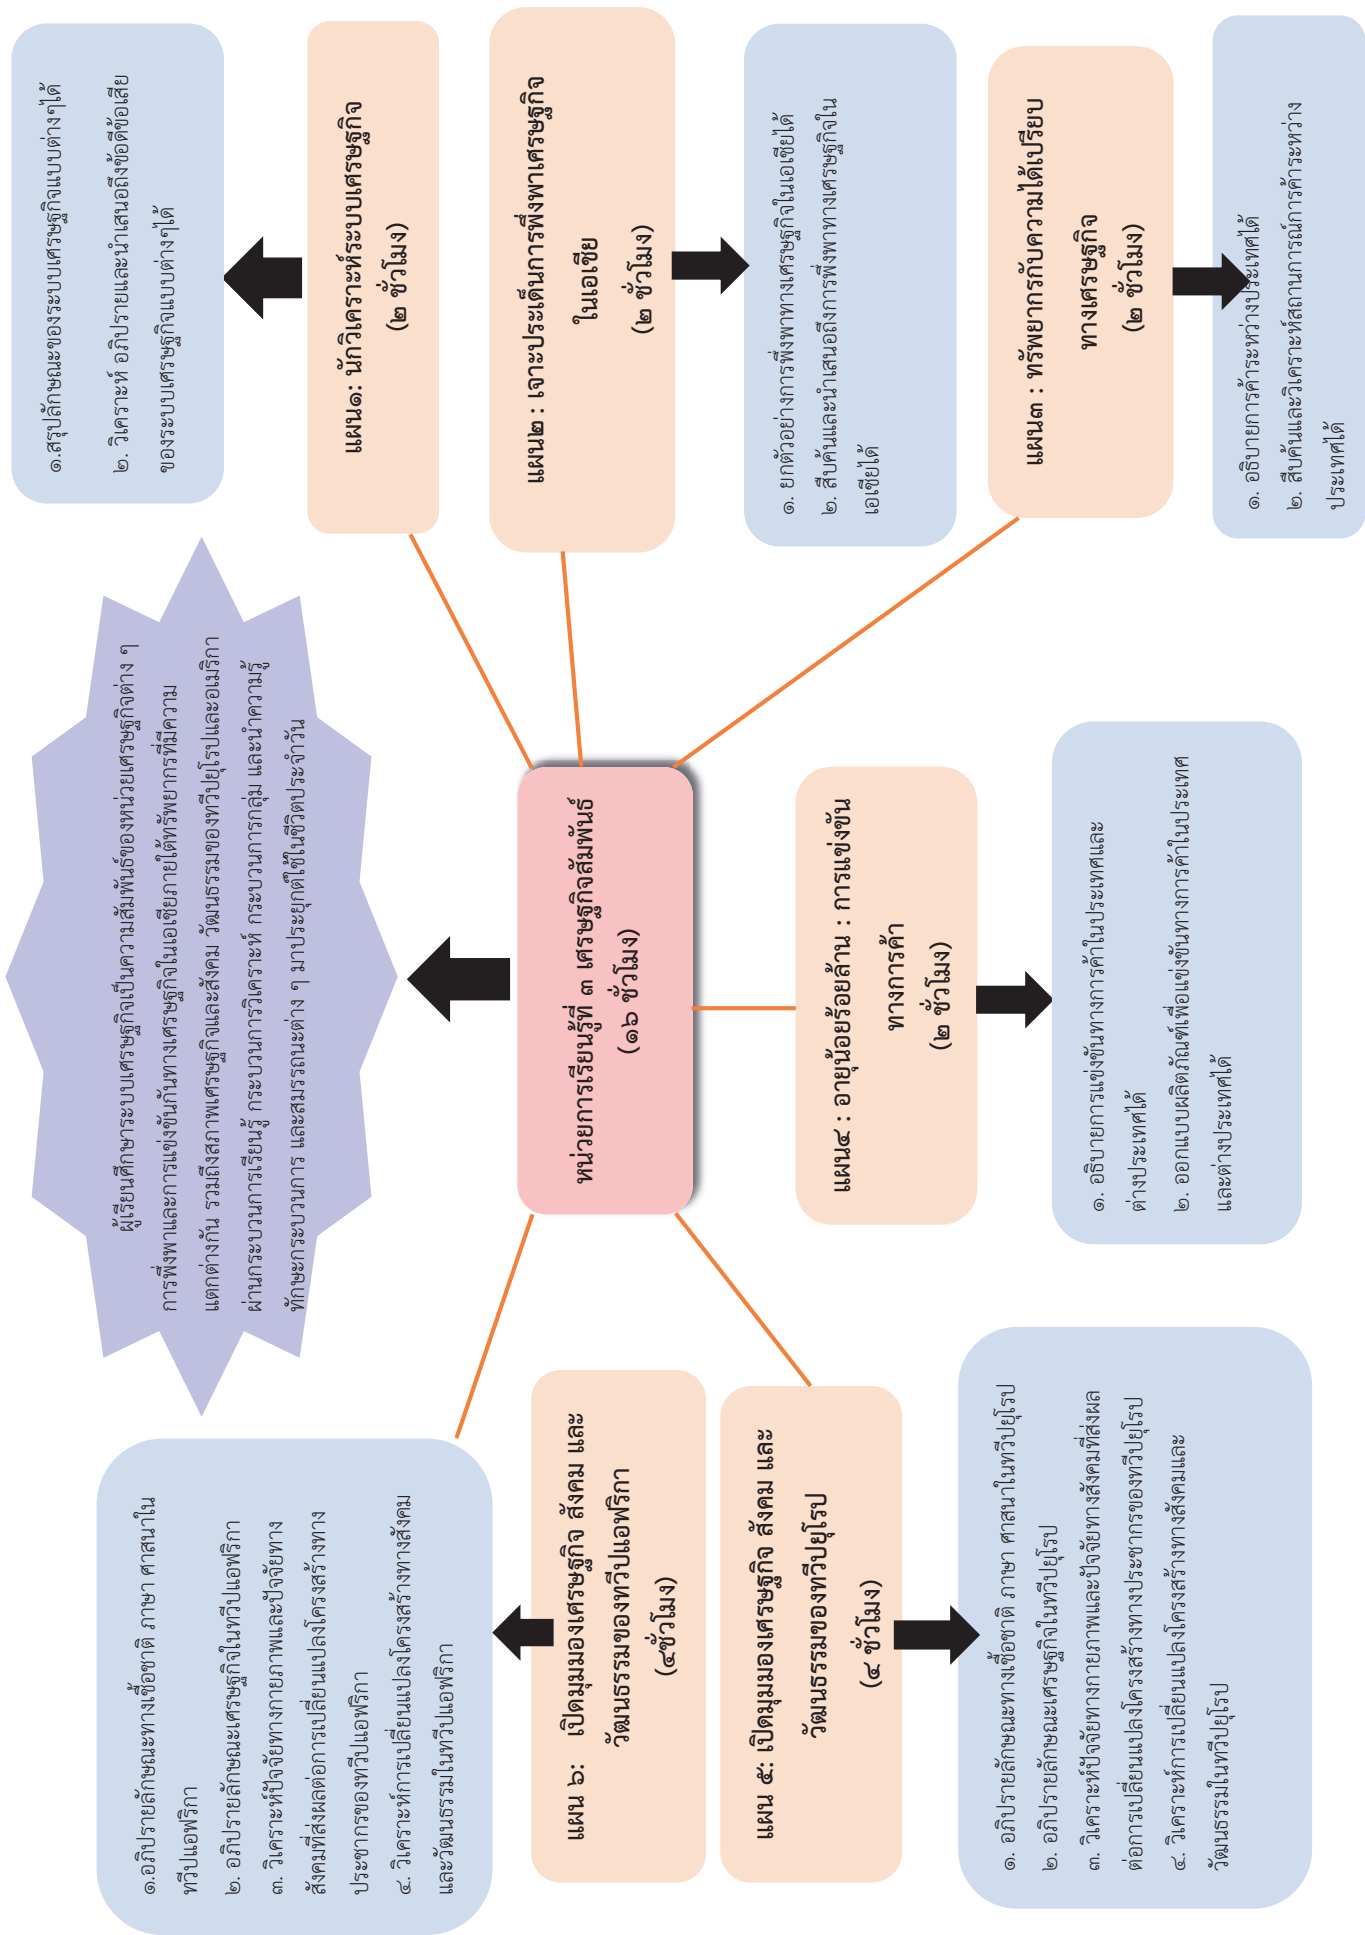 ผู้เรียนศึกษาระบบเศรษฐกิจเป็นความสัมพันธ์ของหน่วยเศรษฐกิจต่าง ๆ
การพึ่งพาและการแข่งขันกันทางเศรษฐกิจในเอเชียภายใต้ทรัพยากรที่มีความ
แตกต่างกัน รวมถึงสภาพเศรษฐกิจและสังคม วัฒนธรรมของทวีปยุโรปและอเมริกา
ผ่านกระบวนการเรียนรู้ กระบวนการวิเคราะห์ กระบวนการกลุ่ม และนำความรู้
ทักษะกระบวนการ และสมรรถนะต่าง ๆ มาประยุกต์ใช้ในชีวิตประจำวัน
หน่วยการเรียนรู้ที่ ๓ เศรษฐกิจสัมพันธ์
(๑๖ ชั่วโมง)
๑.สรุปลักษณะของระบบเศรษฐกิจแบบต่างๆได้
๒. วิเคราะห์ อภิปรายและนำเสนอถึงข้อดีข้อเสีย
ของระบบเศรษฐกิจแบบต่างๆได้
แผน๑: นักวิเคราะห์ระบบเศรษฐกิจ
(๒ ชั่วโมง)
แผน๒ : เจาะประเด็นการพึ่งพาเศรษฐกิจ
ในเอเชีย
(๒ ชั่วโมง)
๑. ยกตัวอย่างการพึ่งพาทางเศรษฐกิจในเอเชียได้
๒. สืบค้นและนำเสนอถึงการพึ่งพาทางเศรษฐกิจใน
เอเชียได้
แผน๓ : ทรัพยากรกับความได้เปรียบ
ทางเศรษฐกิจ
(๒ ชั่วโมง)
๑. อธิบายการค้าระหว่างประเทศได้
๒. สืบค้นและวิเคราะห์สถานการณ์การค้าระหว่าง
ประเทศได้
แผน๔ : อายุน้อยร้อยล้าน : การแข่งขัน
ทางการค้า
(๒ ชั่วโมง)
๑. อธิบายการแข่งขันทางการค้าในประเทศและ
ต่างประเทศได้
๒. ออกแบบผลิตภัณฑ์เพื่อแข่งขันทางการค้าในประเทศ
และต่างประเทศได้
แผน ๕: เปิดมุมมองเศรษฐกิจ สังคม และ
วัฒนธรรมของทวีปยุโรป
(๔ ชั่วโมง)
๑. อภิปรายลักษณะทางเชื้อชาติ ภาษา ศาสนาในทวีปยุโรป
๒. อภิปรายลักษณะเศรษฐกิจในทวีปยุโรป
๓. วิเคราะห์ปัจจัยทางกายภาพและปัจจัยทางสังคมที่ส่งผล
ต่อการเปลี่ยนแปลงโครงสร้างทางประชากรของทวีปยุโรป
๔. วิเคราะห์การเปลี่ยนแปลงโครงสร้างทางสังคมและ
วัฒนธรรมในทวีปยุโรป
แผน ๖: เปิดมุมมองเศรษฐกิจ สังคม และ
วัฒนธรรมของทวีปแอฟริกา
(๔ชั่วโมง)
๑.อภิปรายลักษณะทางเชื้อชาติ ภาษา ศาสนาใน
ทวีปแอฟริกา
๒. อภิปรายลักษณะเศรษฐกิจในทวีปแอฟริกา
๓. วิเคราะห์ปัจจัยทางกายภาพและปัจจัยทาง
สังคมที่ส่งผลต่อการเปลี่ยนแปลงโครงสร้างทาง
ประชากรของทวีปแอฟริกา
๔. วิเคราะห์การเปลี่ยนแปลงโครงสร้างทางสังคม
และวัฒนธรรมในทวีปแอฟริกา